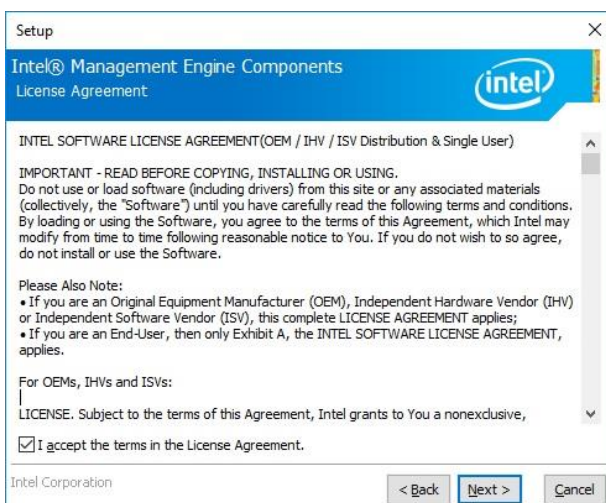 Setup
Intel® Management Engine Components
License Agreement
intel
INTEL SOFTWARE LICENSE AGREEMENT(OEM / IHV / ISV Distribution & Single User)
IMPORTANT - READ BEFORE COPYING, INSTALLING OR USING.
Do not use or load software (including drivers) from this site or any associated materials
(collectively, the "Software") until you have carefully read the following terms and conditions.
By loading or using the Software, you agree to the terms of this Agreement, which Intel may
modify from time to time following reasonable notice to You. If you do not wish to so agree,
do not install or use the Software.
Please Also Note:
• If you are an Original Equipment Manufacturer (OEM), Independent Hardware Vendor (IHV)
or Independent Software Vendor (ISV), this complete LICENSE AGREEMENT applies;
• If you are an End-User, then only Exhibit A, the INTEL SOFTWARE LICENSE AGREEMENT,
applies.
For OEMs, IHVs and ISVs:
LICENSE. Subject to the terms of this Agreement, Intel grants to You a nonexclusive,
I accept the terms in the License Agreement.
Intel Corporation
< Back Next > Cancel